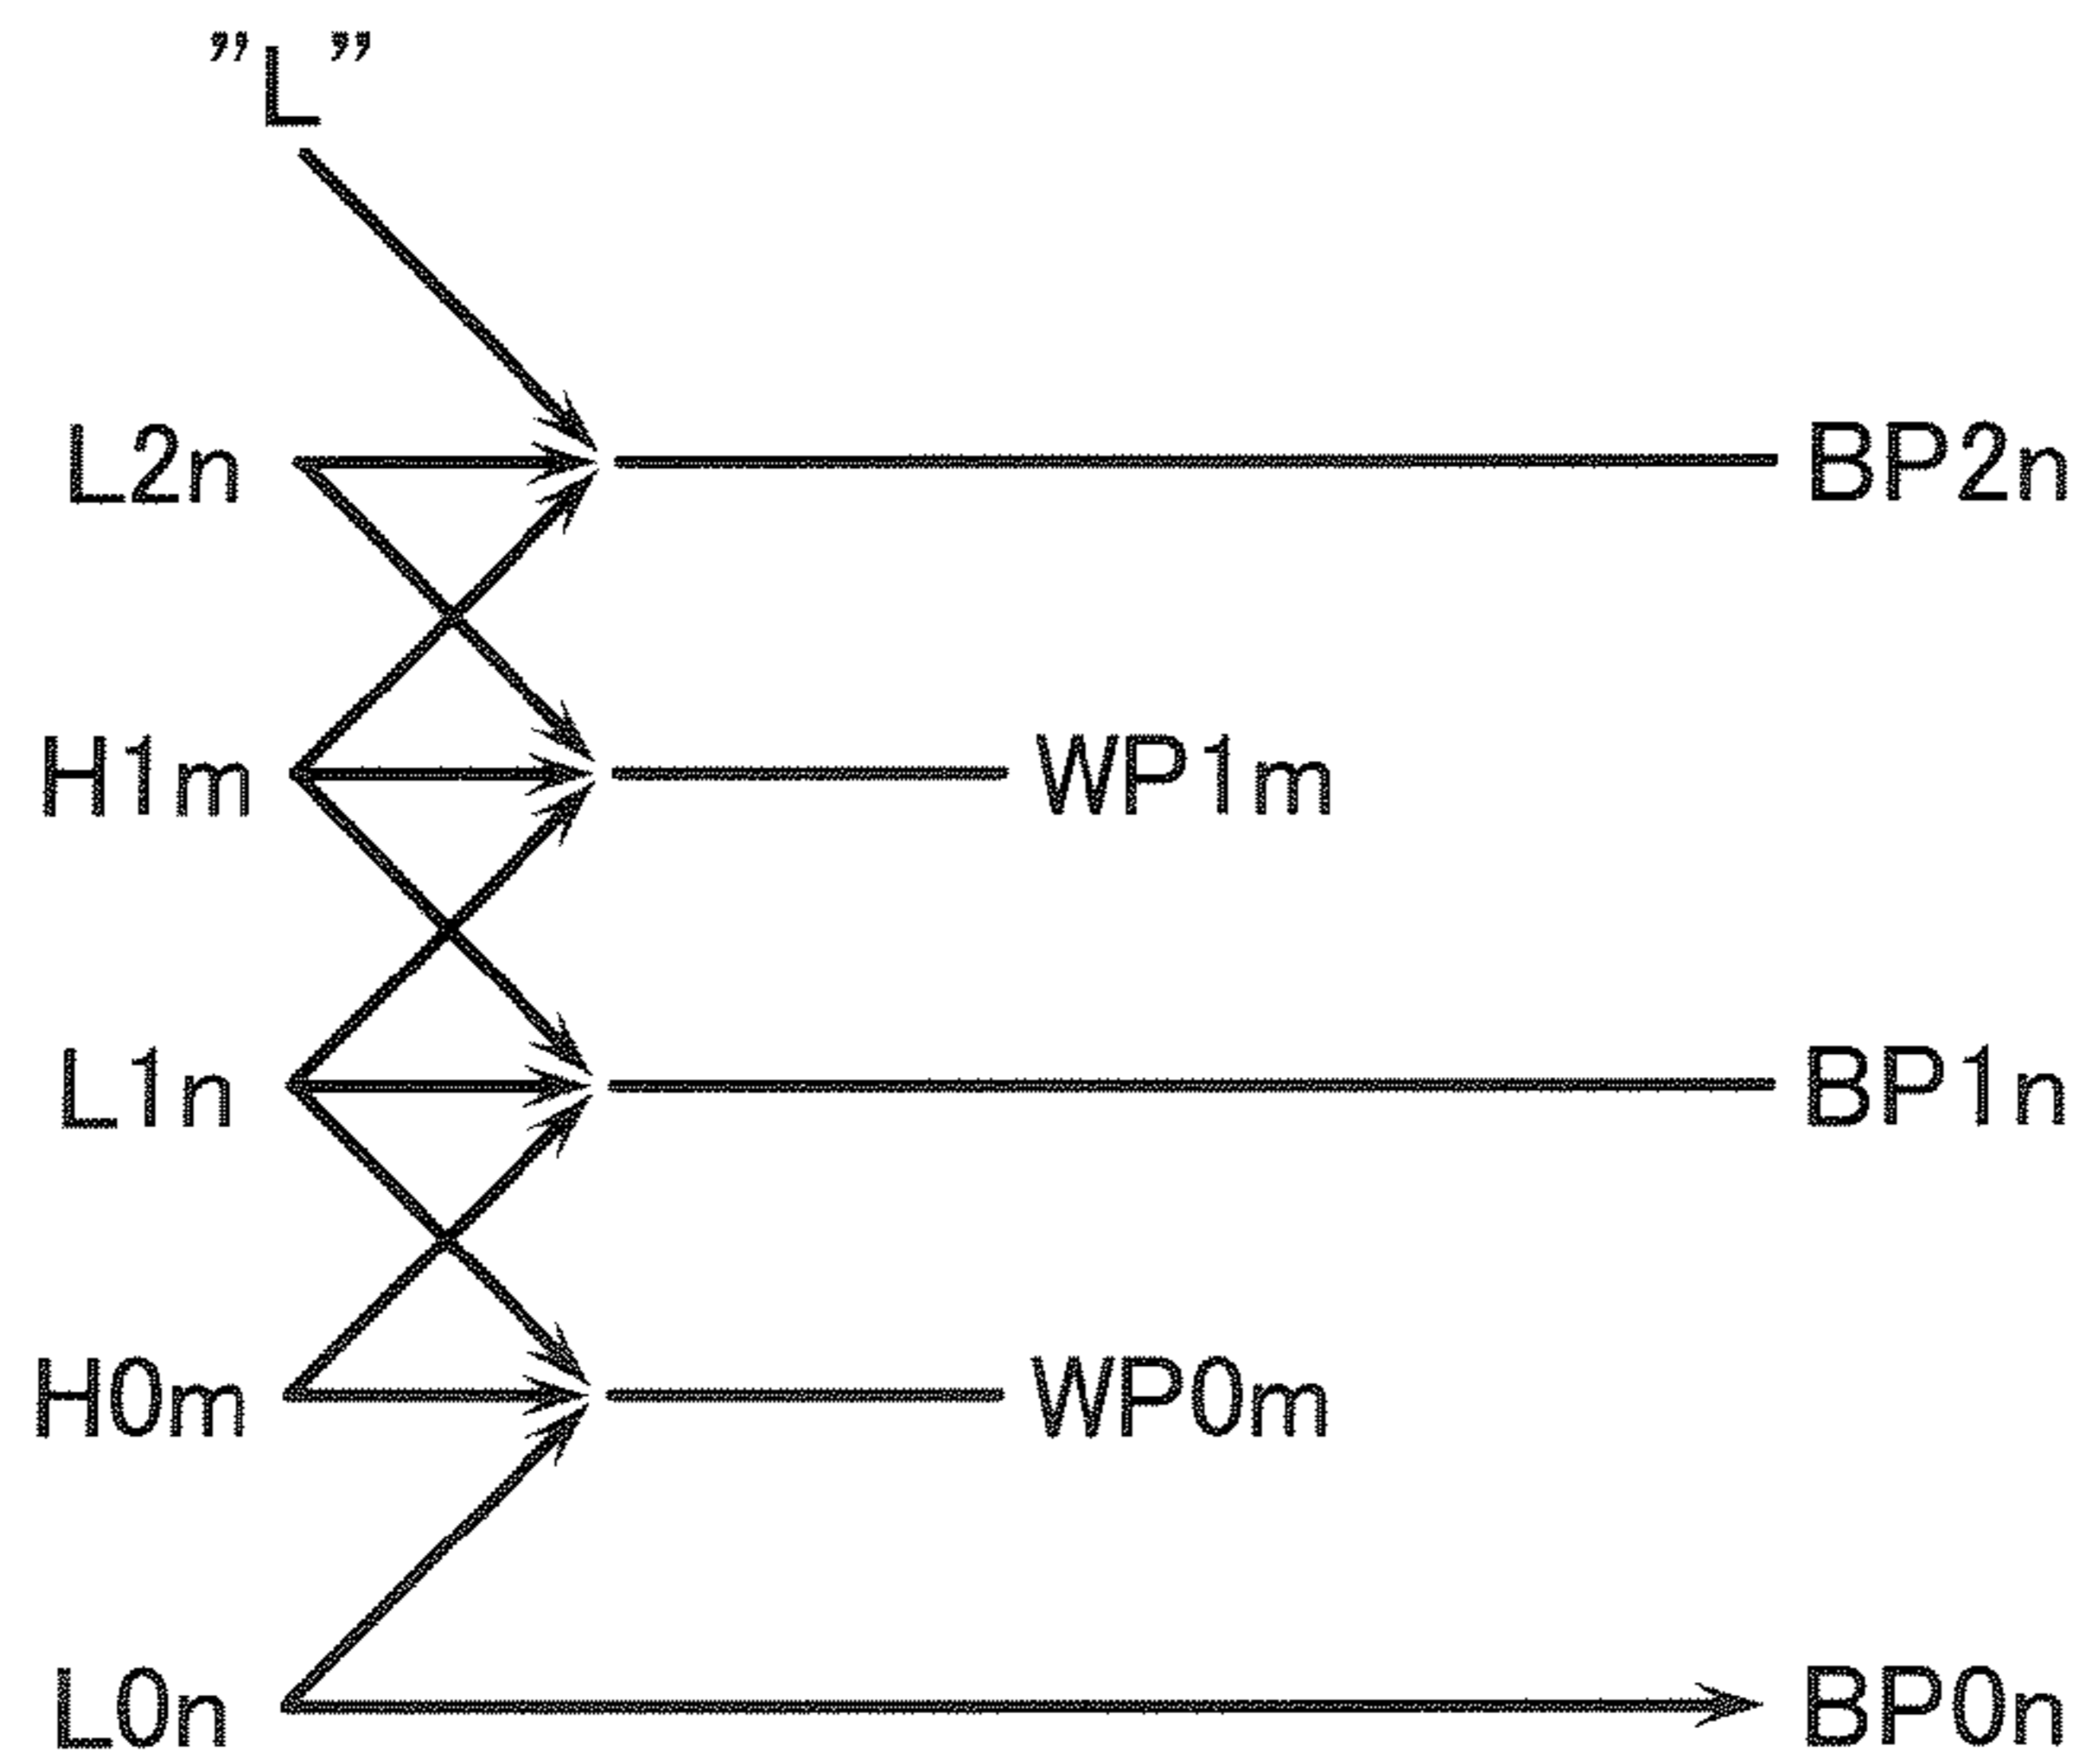 ”L”
L2n BP2n
H1m WP1m
L1n BP1n
H0m WP0m
L0n BP0n